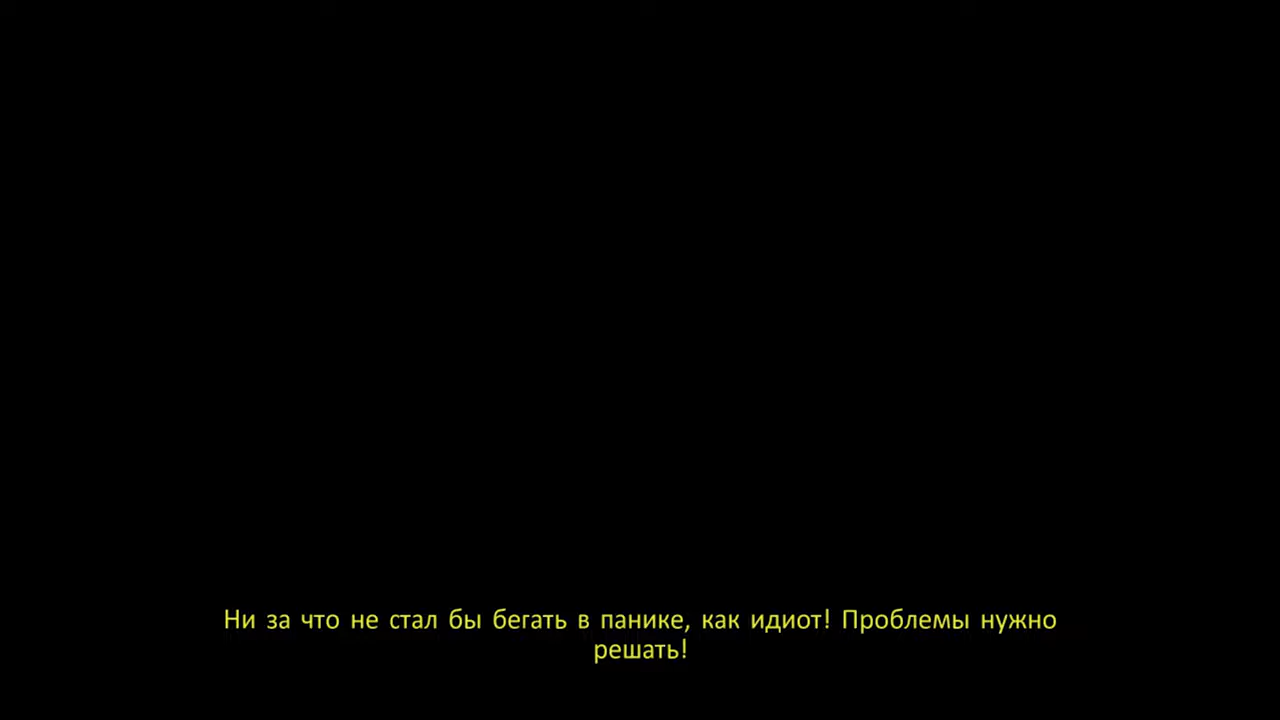 Ни за что не стал бы бегать в панике, как идиот! Проблемы нужно
решать!